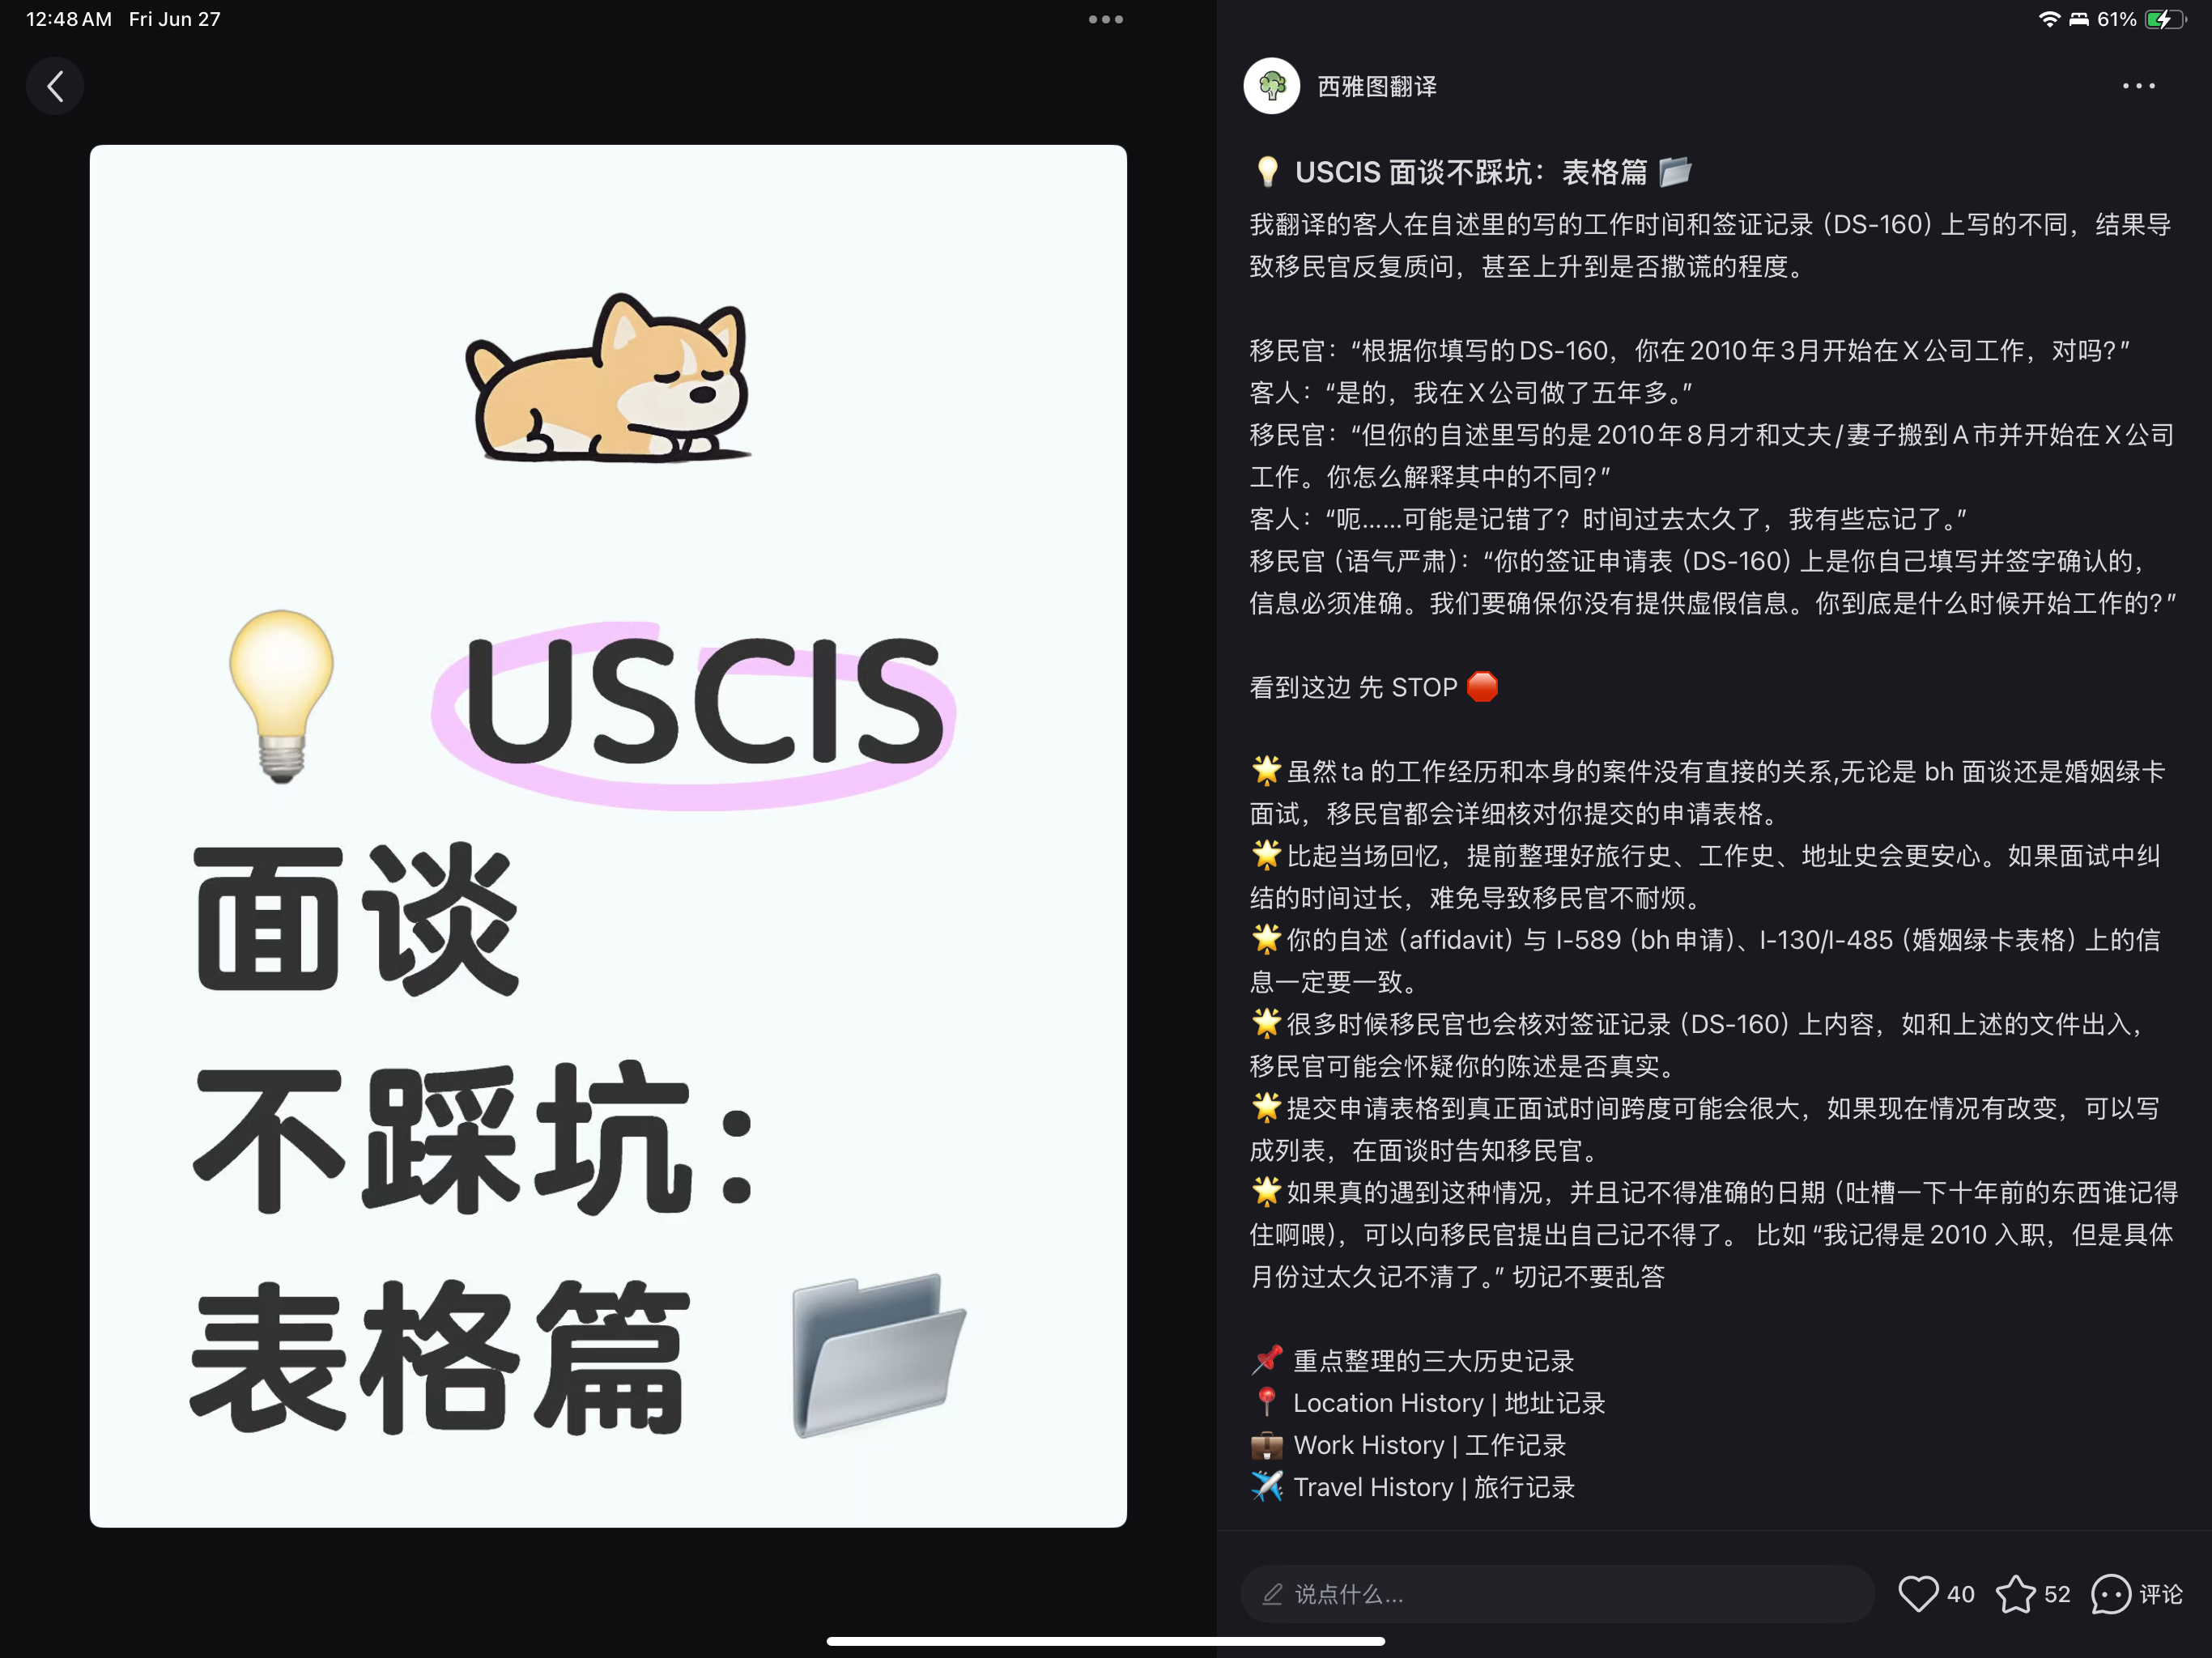 12:48 AM Fri Jun 27
61%
USCIS
面谈
不踩坑：
表格篇
西雅图翻译
USCIS 面谈不踩坑：表格篇
我翻译的客人在自述里的写的工作时间和签证记录（DS-160）上写的不同，结果导
致移民官反复质问，甚至上升到是否撒谎的程度。
移民官：“根据你填写的DS-160，你在2010年3月开始在X公司工作，对吗？”
客人：“是的，我在X公司做了五年多。”
移民官：“但你的自述里写的是2010年8月才和丈夫/妻子搬到A市并开始在X公司
工作。你怎么解释其中的不同？”
客人：“呃……可能是记错了？时间过去太久了，我有些忘记了。”
移民官（语气严肃）：“你的签证申请表（DS-160）上是你自己填写并签字确认的，
信息必须准确。我们要确保你没有提供虚假信息。你到底是什么时候开始工作的？”
看到这边 先 STOP 🛑
🌟虽然ta 的工作经历和本身的案件没有直接的关系,无论是 bh 面谈还是婚姻绿卡
面试，移民官都会详细核对你提交的申请表格。
🌟比起当场回忆，提前整理好旅行史、工作史、地址史会更安心。如果面试中纠
结的时间过长，难免导致移民官不耐烦。
🌟你的自述（affidavit）与 I-589（bh申请）、I-130/I-485（婚姻绿卡表格）上的信
息一定要一致。
🌟很多时候移民官也会核对签证记录（DS-160）上内容，如和上述的文件出入，
移民官可能会怀疑你的陈述是否真实。
🌟提交申请表格到真正面试时间跨度可能会很大，如果现在情况有改变，可以写
成列表，在面谈时告知移民官。
🌟如果真的遇到这种情况，并且记不得准确的日期（吐槽一下十年前的东西谁记得
住啊喂），可以向移民官提出自己记不得了。 比如 “我记得是 2010 入职，但是具体
月份过太久记不清了。” 切记不要乱答
📌 重点整理的三大历史记录
📍 Location History | 地址记录
💼 Work History | 工作记录
✈️ Travel History | 旅行记录
说点什么...
40
52
评论